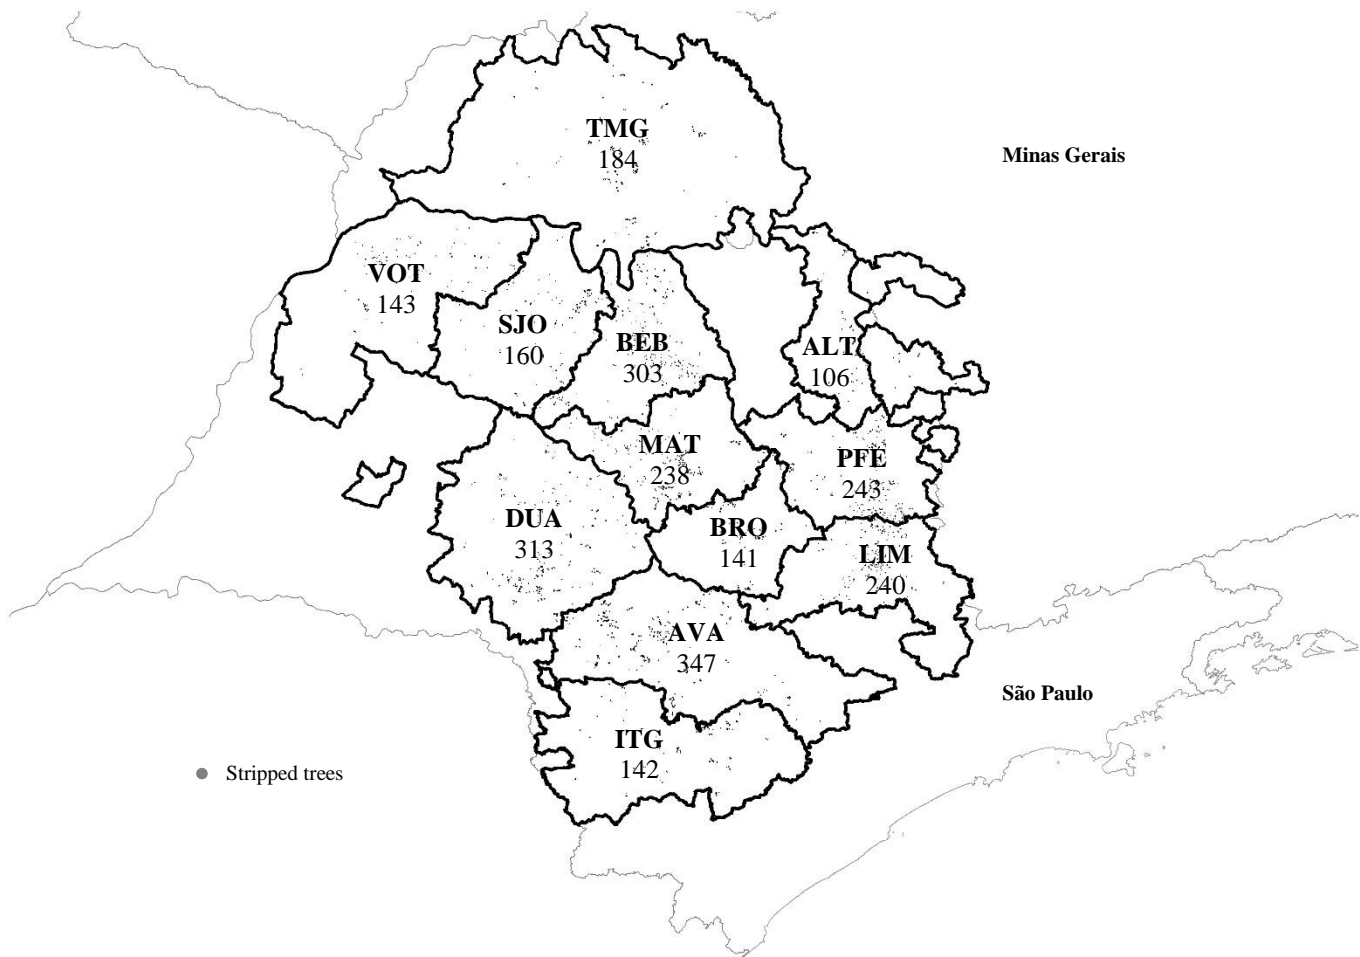 TMG
184
Minas Gerais
VOT
143
SJO
160
BEB
303
ALT
106
MAT
238
PFE
243
DUA
313
BRO
141
LIM
240
AVA
347
São Paulo
ITG
142
Stripped trees